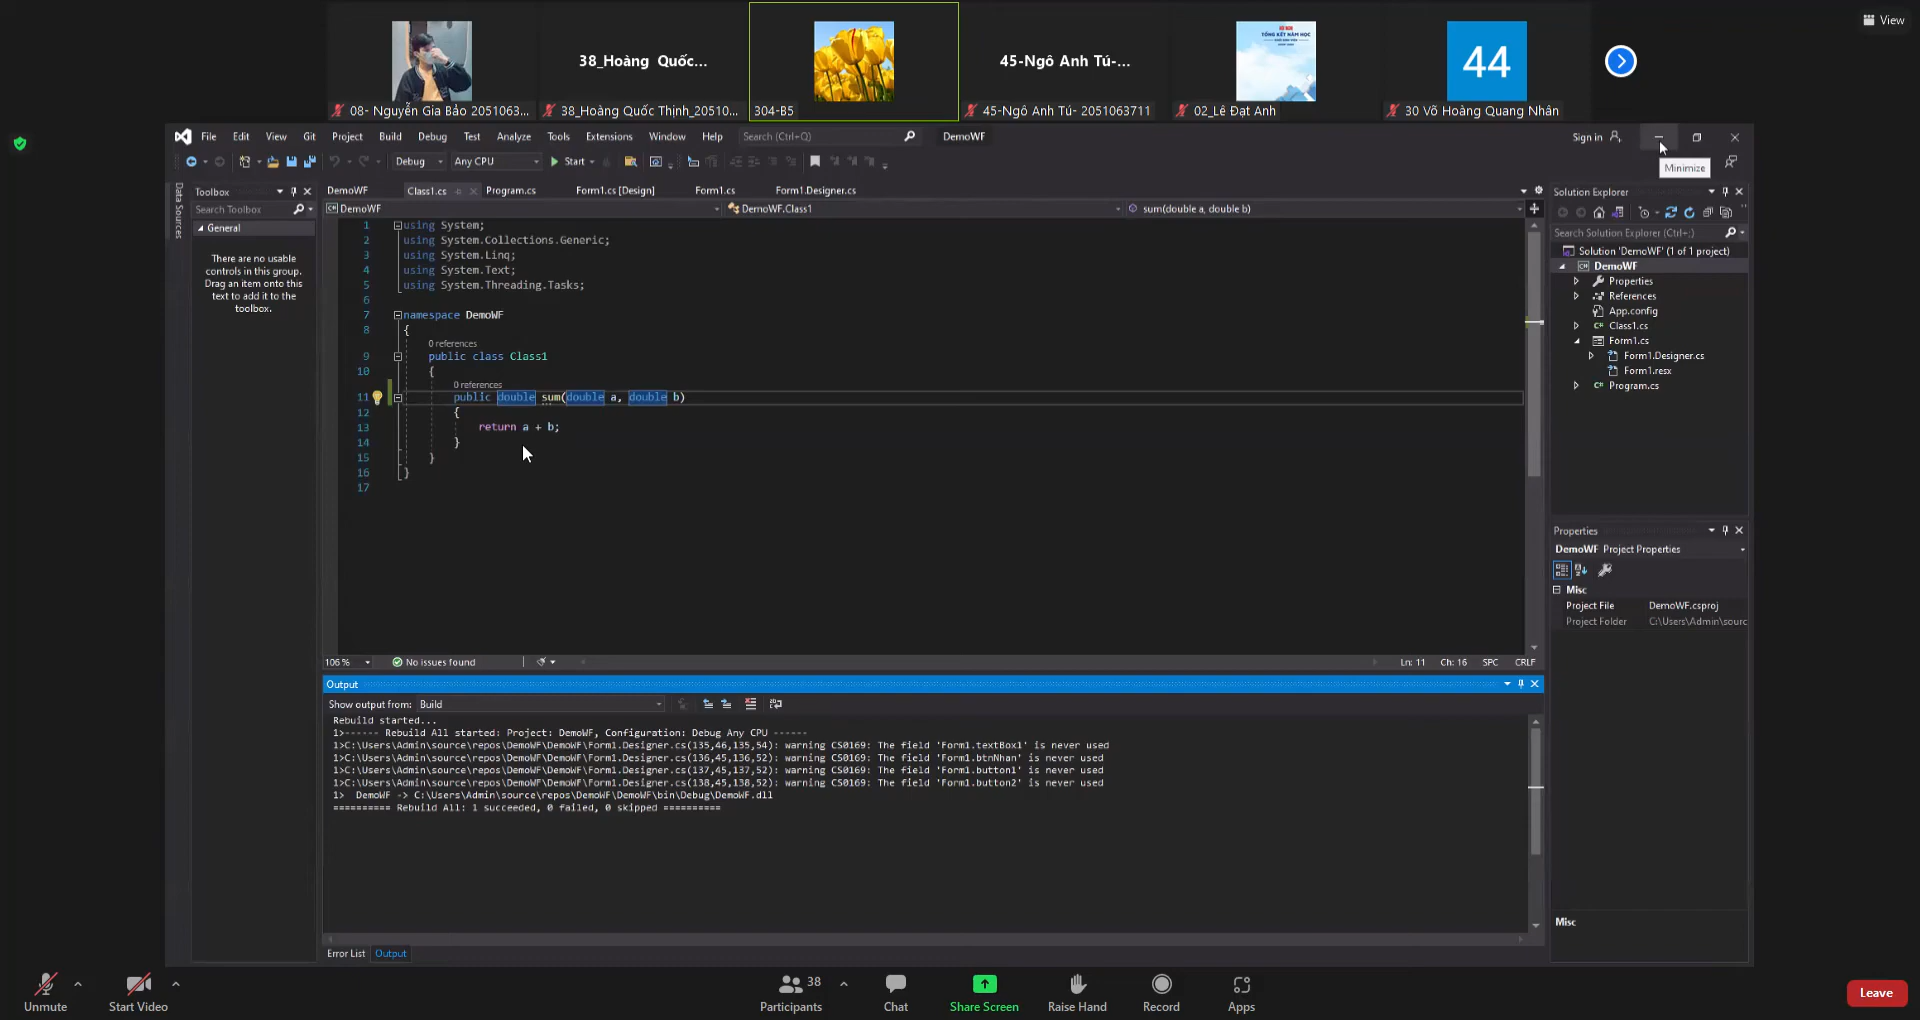 View
38_Hoàng Quốc...
45-Ngô Anh Tú-...
TỔNG KẾT NĂM HỌC
44
08- Nguyễn Gia Bảo 2051063...
38_Hoàng Quốc Thịnh_20510...
304-B5
45-Ngô Anh Tú- 2051063711
02_Lê Đạt Anh
30 Võ Hoàng Quang Nhân
File Edit View Git Project Build Debug Test Analyze Tools Extensions Window Help Search (Ctrl+Q) DemoWF Sign in
Debug Any CPU Start
Minimize
Data Sources
Toolbox
Search Toolbox
General
There are no usable
controls in this group.
Drag an item onto this
text to add it to the
toolbox.
DemoWF Class1.cs Program.cs Form1.cs [Design] Form1.cs Form1.Designer.cs
DemoWF DemoWF.Class1 sum(double a, double b)
1 using System;
2 using System.Collections.Generic;
3 using System.Linq;
4 using System.Text;
5 using System.Threading.Tasks;
6
7 namespace DemoWF
8 {
0 references
9 public class Class1
10 {
0 references
11 public double sum(double a, double b)
12 {
13 return a + b;
14 }
15 }
16 }
17
106 % No issues found Ln: 11 Ch: 16 SPC CRLF
Output
Show output from: Build
Rebuild started...
1>------ Rebuild All started: Project: DemoWF, Configuration: Debug Any CPU ------
1>C:\Users\Admin\source\repos\DemoWF\DemoWF\Form1.Designer.cs(135,46,135,54): warning CS0169: The field 'Form1.textBox1' is never used
1>C:\Users\Admin\source\repos\DemoWF\DemoWF\Form1.Designer.cs(136,45,136,52): warning CS0169: The field 'Form1.btnNhan' is never used
1>C:\Users\Admin\source\repos\DemoWF\DemoWF\Form1.Designer.cs(137,45,137,52): warning CS0169: The field 'Form1.button1' is never used
1>C:\Users\Admin\source\repos\DemoWF\DemoWF\Form1.Designer.cs(138,45,138,52): warning CS0169: The field 'Form1.button2' is never used
1> DemoWF -> C:\Users\Admin\source\repos\DemoWF\DemoWF\bin\Debug\DemoWF.dll
========== Rebuild All: 1 succeeded, 0 failed, 0 skipped ==========
Error List Output
Solution Explorer
Search Solution Explorer (Ctrl+;)
Solution 'DemoWF' (1 of 1 project)
DemoWF
Properties
References
App.config
Class1.cs
Form1.cs
Form1.Designer.cs
Form1.resx
Program.cs
Properties
DemoWF Project Properties
Misc
Project File DemoWF.csproj
Project Folder C:\Users\Admin\sourc
Misc
Unmute
Start Video
38
Participants
Chat
Share Screen
Raise Hand
Record
Apps
Leave